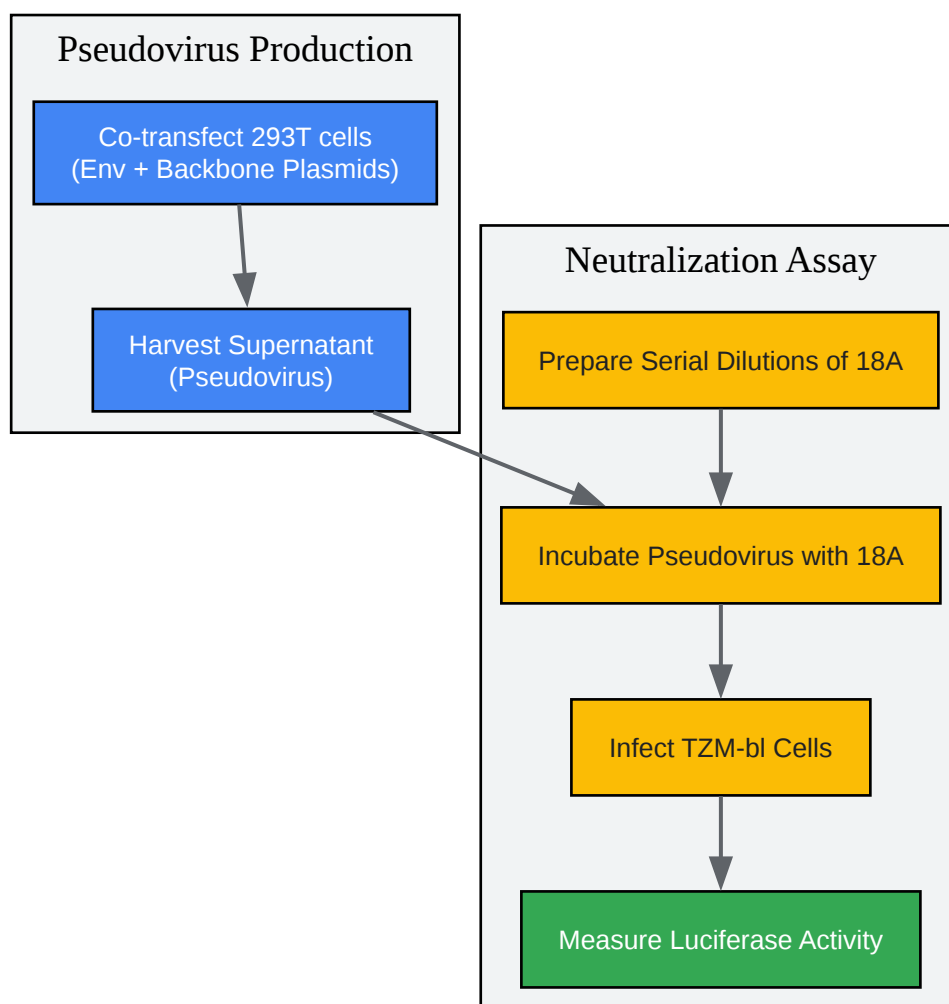 Pseudovirus Production
Co-transfect 293T cells
(Env + Backbone Plasmids)
Harvest Supernatant
(Pseudovirus)
Neutralization Assay
Prepare Serial Dilutions of 18A
Incubate Pseudovirus with 18A
Infect TZM-bl Cells
Measure Luciferase Activity